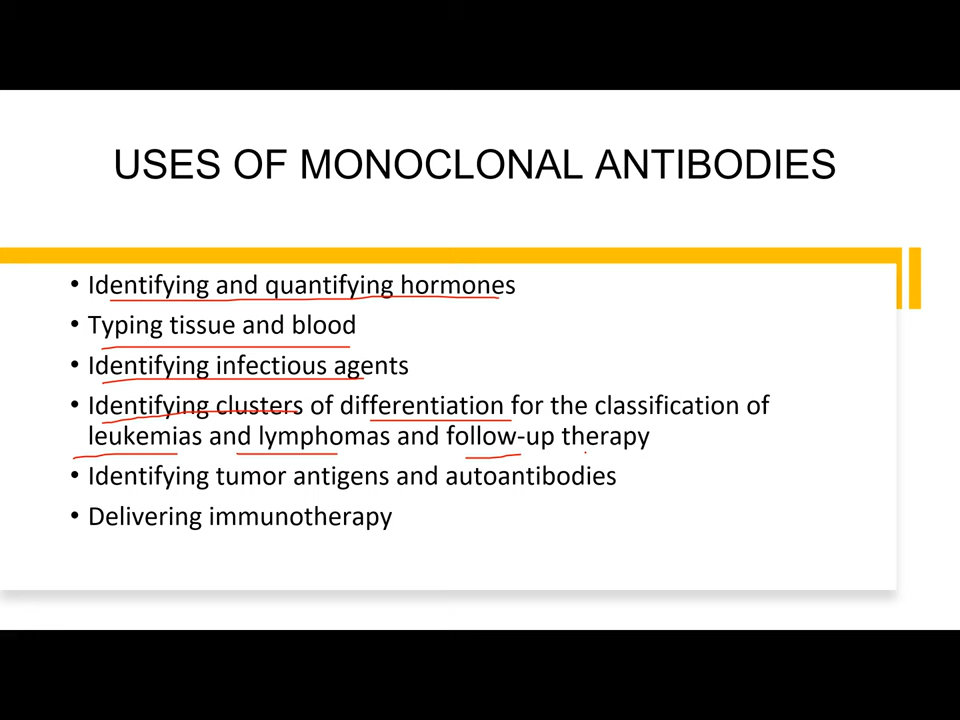 USES OF MONOCLONAL ANTIBODIES
• Identifying and quantifying hormones
• Typing tissue and blood
• Identifying infectious agents
• Identifying clusters of differentiation for the classification of
leukemias and lymphomas and follow-up therapy
• Identifying tumor antigens and autoantibodies
• Delivering immunotherapy